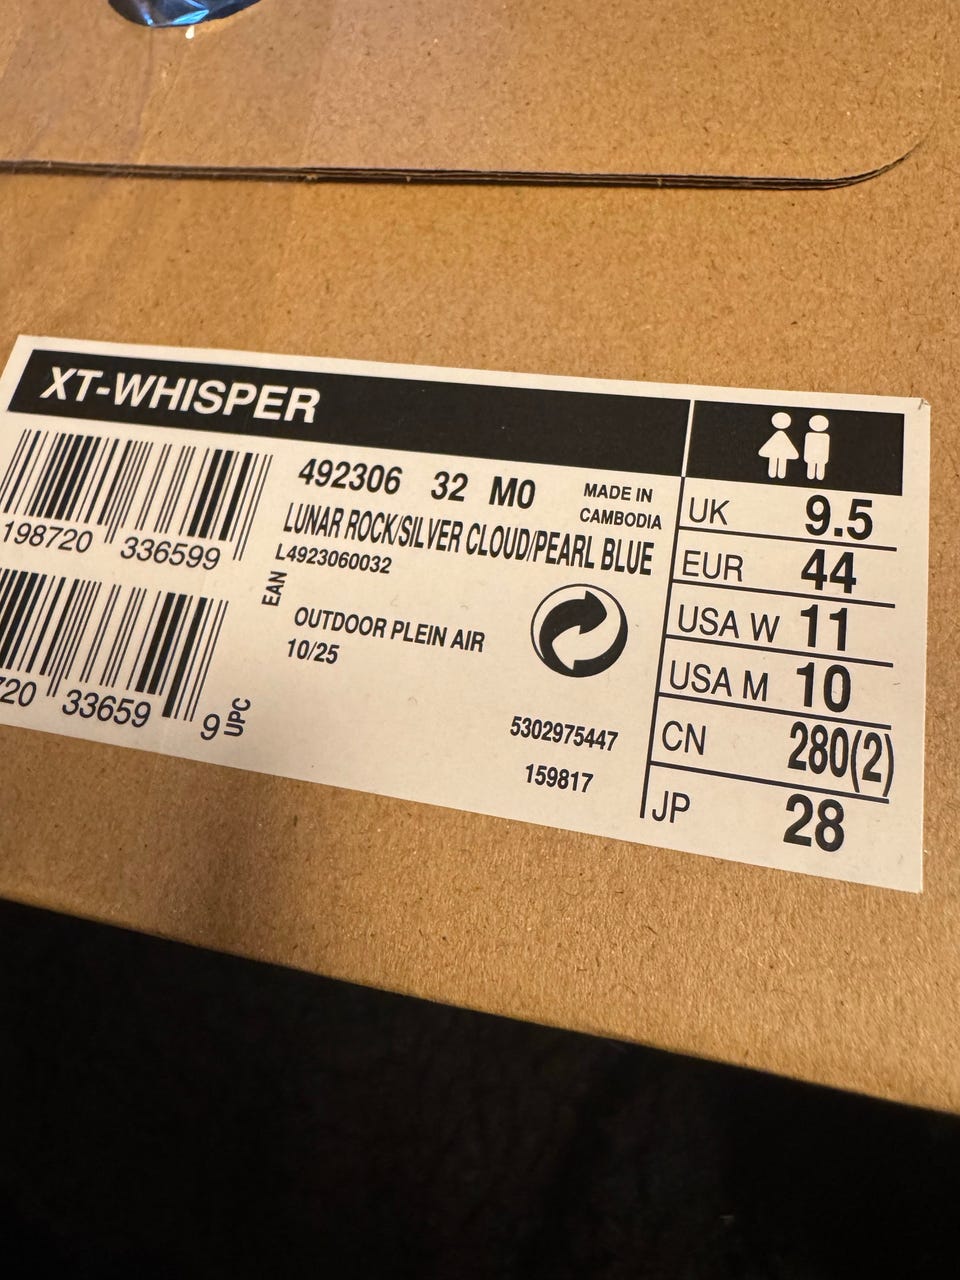 XT-WHISPER
198720 336599
EAN
720 33659 9
UPC
492306 32 M0
MADE IN
CAMBODIA
LUNAR ROCK/SILVER CLOUD/PEARL BLUE
L4923060032
OUTDOOR PLEIN AIR
10/25
5302975447
159817
UK 9.5
EUR 44
USA W 11
USA M 10
CN 280(2)
JP 28